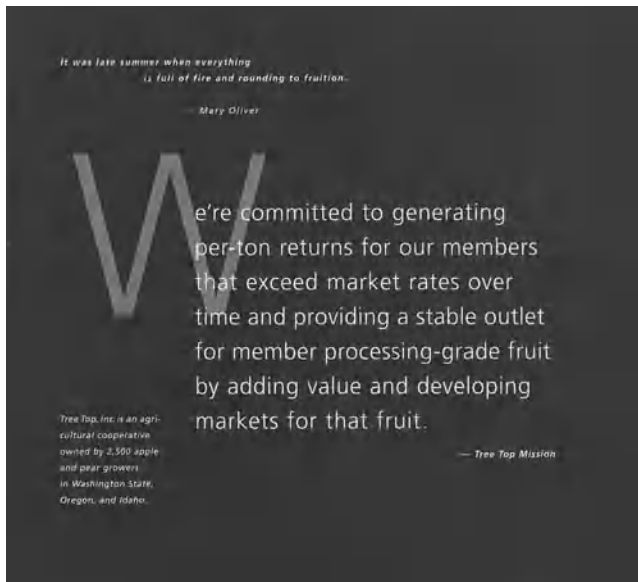 It was late summer when everything
is full of fire and rounding to fruition.
— Mary Oliver
We're committed to generating
per-ton returns for our members
that exceed market rates over
time and providing a stable outlet
for member processing-grade fruit
by adding value and developing
markets for that fruit.
— Tree Top Mission
Tree Top, Inc. is an agri-
cultural cooperative
owned by 2,500 apple
and pear growers
in Washington State,
Oregon, and Idaho.